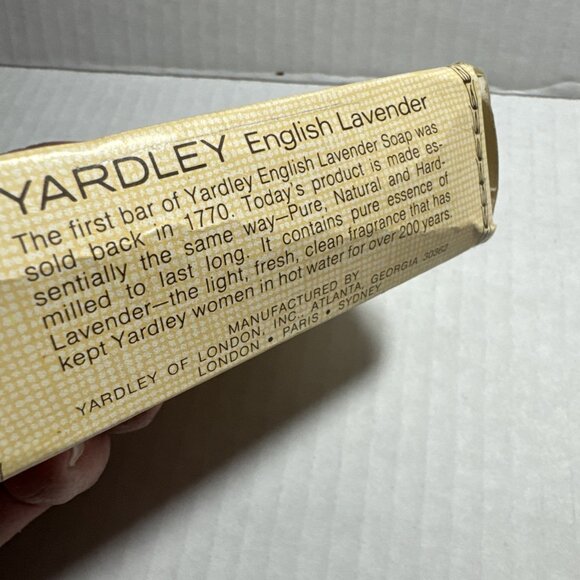 YARDLEY English Lavender
The first bar of Yardley English Lavender Soap was
sold back in 1770. Today's product is made es-
sentially the same way—Pure, Natural and Hard-
milled to last long. It contains pure essence of
Lavender—the light, fresh, clean fragrance that has
kept Yardley women in hot water for over 200 years.
MANUFACTURED BY
YARDLEY OF LONDON, INC., ATLANTA, GEORGIA 30362
LONDON • PARIS • SYDNEY